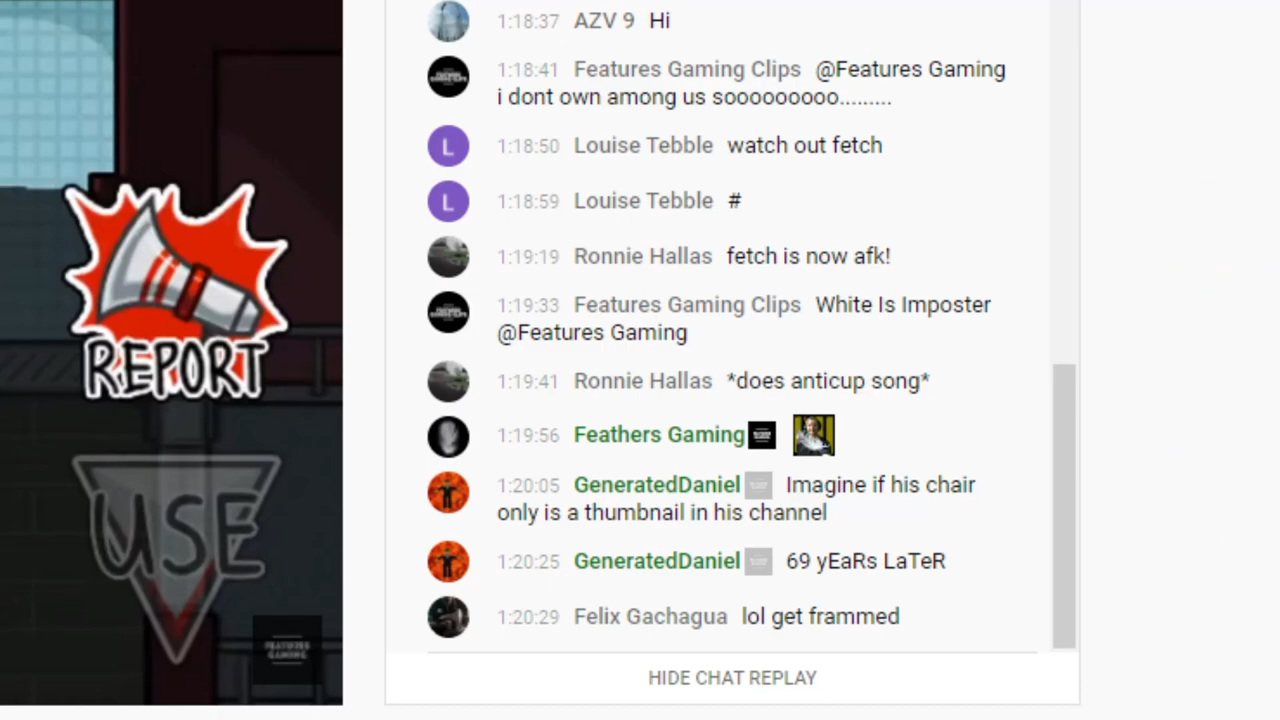 1:18:37 AZV 9 Hi
1:18:41 Features Gaming Clips @Features Gaming
i dont own among us sooooooooo.........
1:18:50 Louise Tebble watch out fetch
1:18:59 Louise Tebble #
1:19:19 Ronnie Hallas fetch is now afk!
1:19:33 Features Gaming Clips White Is Imposter
@Features Gaming
1:19:41 Ronnie Hallas *does anticup song*
1:19:56 Feathers Gaming
1:20:05 GeneratedDaniel Imagine if his chair
only is a thumbnail in his channel
1:20:25 GeneratedDaniel 69 yEaRs LaTeR
1:20:29 Felix Gachagua lol get frammed
HIDE CHAT REPLAY
REPORT
USE
FEATURES
GAMING
L
L